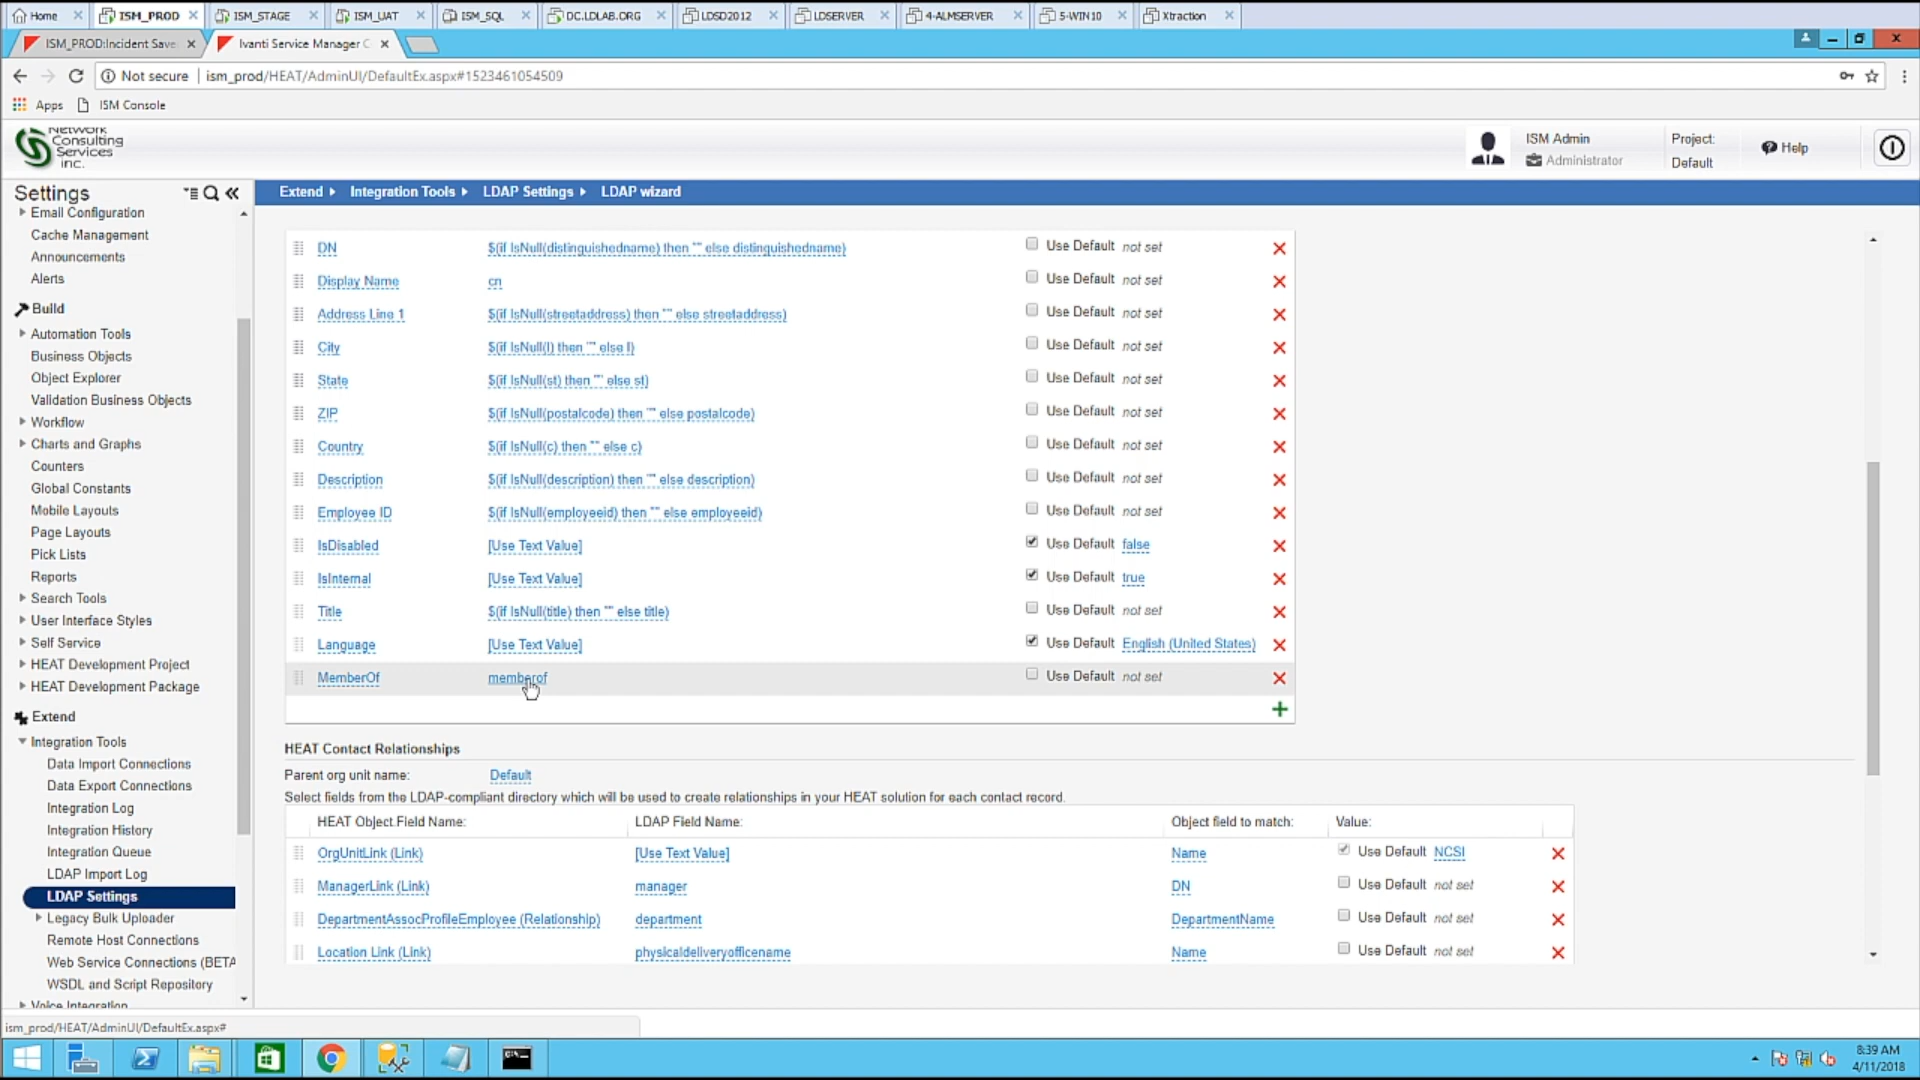 Home
ISM_PROD
ISM_STAGE
ISM_UAT
ISM_SQL
DC.LDLAB.ORG
LDSD2012
LDSERVER
4-ALMSERVER
5-WIN10
Xtraction
ISM_PROD:Incident Save
Ivanti Service Manager C
Not secure | ism_prod/HEAT/AdminUI/DefaultEx.aspx#1523461054509
Apps
ISM Console
Network
Consulting
Services
inc.
ISM Admin
Administrator
Project:
Default
Help
Settings
Extend
Integration Tools
LDAP Settings
LDAP wizard
Email Configuration
Cache Management
Announcements
Alerts
Build
Automation Tools
Business Objects
Object Explorer
Validation Business Objects
Workflow
Charts and Graphs
Counters
Global Constants
Mobile Layouts
Page Layouts
Pick Lists
Reports
Search Tools
User Interface Styles
Self Service
HEAT Development Project
HEAT Development Package
Extend
Integration Tools
Data Import Connections
Data Export Connections
Integration Log
Integration History
Integration Queue
LDAP Import Log
LDAP Settings
Legacy Bulk Uploader
Remote Host Connections
Web Service Connections (BETA
WSDL and Script Repository
Voice Integration
DN $(if IsNull(distinguishedname) then "" else distinguishedname) Use Default not set
Display Name cn Use Default not set
Address Line 1 $(if IsNull(streetaddress) then "" else streetaddress) Use Default not set
City $(if IsNull(l) then "" else l) Use Default not set
State $(if IsNull(st) then "" else st) Use Default not set
ZIP $(if IsNull(postalcode) then "" else postalcode) Use Default not set
Country $(if IsNull(c) then "" else c) Use Default not set
Description $(if IsNull(description) then "" else description) Use Default not set
Employee ID $(if IsNull(employeeid) then "" else employeeid) Use Default not set
IsDisabled [Use Text Value] Use Default false
IsInternal [Use Text Value] Use Default true
Title $(if IsNull(title) then "" else title) Use Default not set
Language [Use Text Value] Use Default English (United States)
MemberOf memberof Use Default not set
HEAT Contact Relationships
Parent org unit name: Default
Select fields from the LDAP-compliant directory which will be used to create relationships in your HEAT solution for each contact record.
HEAT Object Field Name: LDAP Field Name: Object field to match: Value:
OrgUnitLink (Link) [Use Text Value] Name Use Default NCSI
ManagerLink (Link) manager DN Use Default not set
DepartmentAssocProfileEmployee (Relationship) department DepartmentName Use Default not set
Location Link (Link) physicaldeliveryofficename Name Use Default not set
ism_prod/HEAT/AdminUI/DefaultEx.aspx#
8:39 AM
4/11/2018